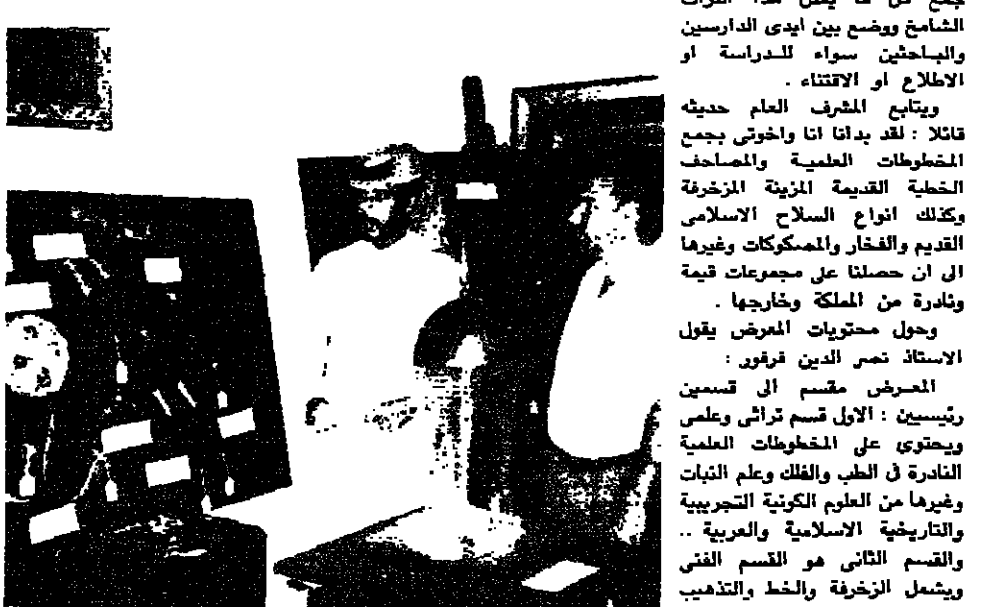 جمع كل ما يمثل هذا التراث
الشامخ ووضع بين ايدى الدارسين
والباحثين سواء للدراسة او
الاطلاع او الاقتناء .
ويتابع المشرف العام حديثه
قائلا : لقد بدانا انا واخوتى بجمع
المخطوطات العلمية والمصاحف
الخطية القديمة المزينة المزخرفة
وكذلك انواع السلاح الاسلامى
القديم والفخار والمسكوكات وغيرها
الى ان حصلنا على مجموعات قيمة
ونادرة من المملكة وخارجها .
وحول محتويات المعرض يقول
الاستاذ نصر الدين فرفور :
المعرض مقسم الى قسمين
رئيسيين : الاول قسم تراثى وعلمى
ويحتوى على المخطوطات العلمية
النادرة فى الطب والفلك وعلم النبات
وغيرها من العلوم الكونية التجريبية
والتاريخية الاسلامية والعربية ..
والقسم الثانى هو القسم الفنى
ويشمل الزخرفة والخط والتذهيب